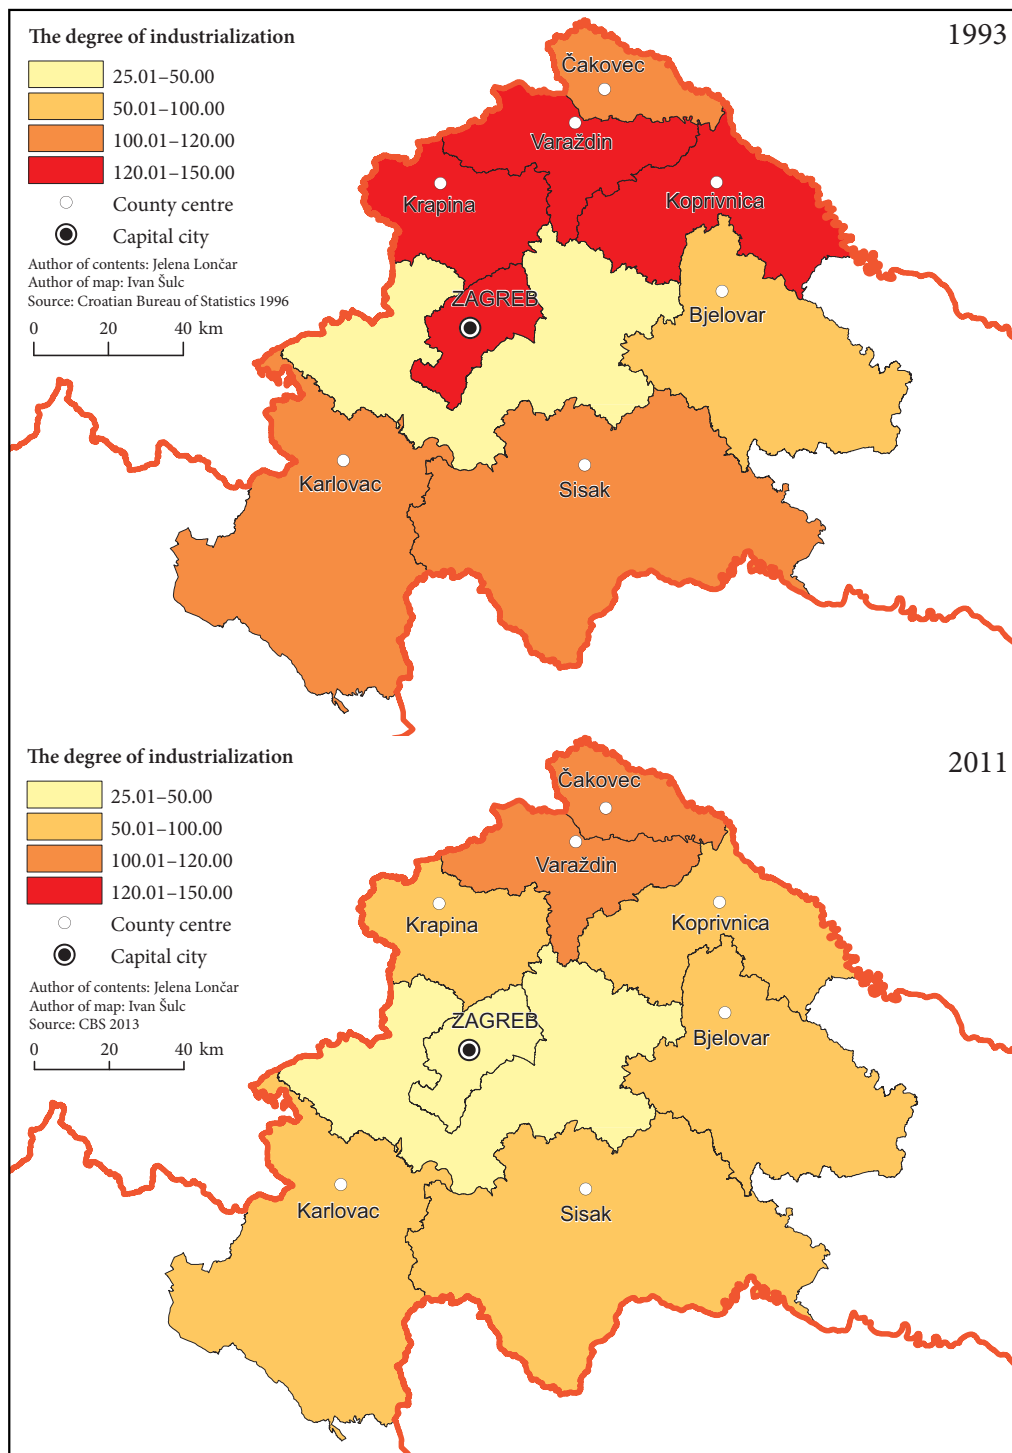 The degree of industrialization
1993
25.01–50.00
50.01–100.00
100.01–120.00
120.01–150.00
County centre
Capital city
Author of contents: Jelena Lončar
Author of map: Ivan Šulc
Source: Croatian Bureau of Statistics 1996
0 20 40 km
Čakovec
Varaždin
Krapina
Koprivnica
ZAGREB
Bjelovar
Karlovac
Sisak
The degree of industrialization
2011
25.01–50.00
50.01–100.00
100.01–120.00
120.01–150.00
County centre
Capital city
Author of contents: Jelena Lončar
Author of map: Ivan Šulc
Source: CBS 2013
0 20 40 km
Čakovec
Varaždin
Krapina
Koprivnica
ZAGREB
Bjelovar
Karlovac
Sisak